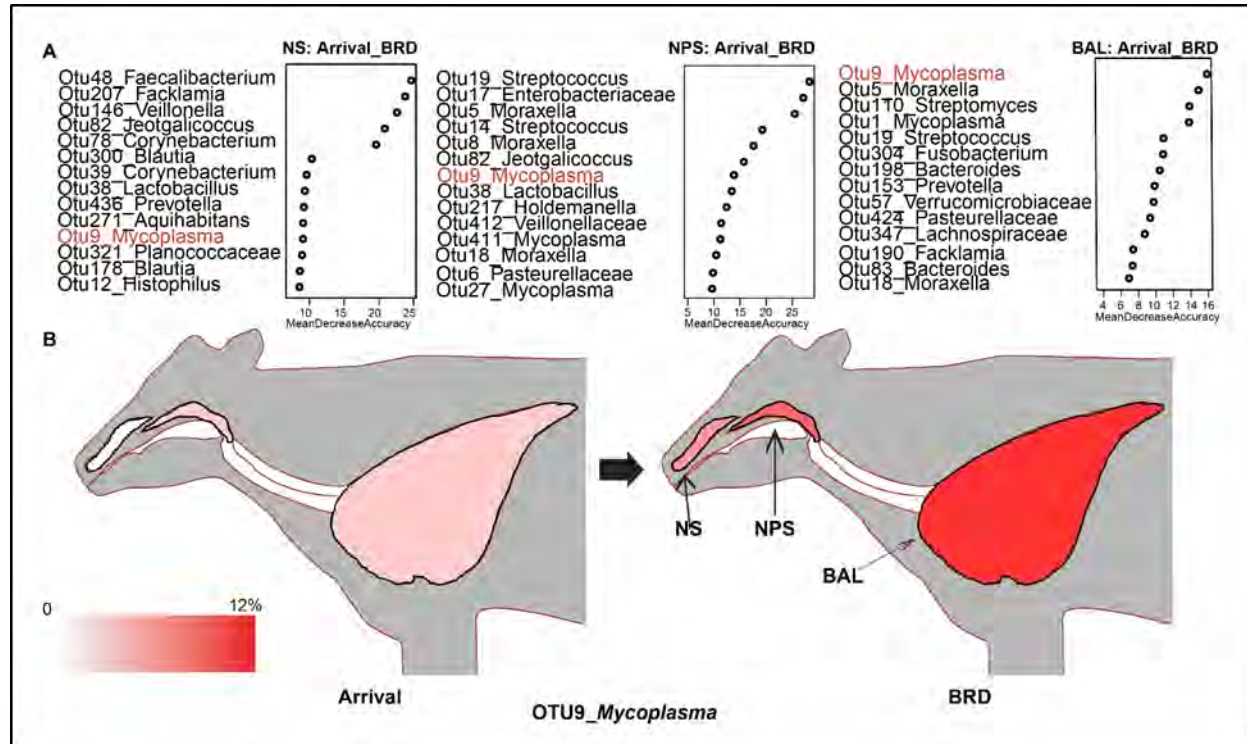 A
NS: Arrival_BRD
Otu48_Faecalibacterium
Otu207_Facklamia
Otu146_Veillonella
Otu82_Jeotgalicoccus
Otu78_Corynebacterium
Otu300_Blautia
Otu39_Corynebacterium
Otu38_Lactobacillus
Otu436_Prevotella
Otu271_Aquihabitans
Otu9_Mycoplasma
Otu321_Planococcaceae
Otu178_Blautia
Otu12_Histophilus
10 15 20 25
MeanDecreaseAccuracy
NPS: Arrival_BRD
Otu19_Streptococcus
Otu17_Enterobacteriaceae
Otu5_Moraxella
Otu14_Streptococcus
Otu8_Moraxella
Otu82_Jeotgalicoccus
Otu9_Mycoplasma
Otu38_Lactobacillus
Otu217_Holdemanella
Otu412_Veillonellaceae
Otu411_Mycoplasma
Otu18_Moraxella
Otu6_Pasteurellaceae
Otu27_Mycoplasma
5 10 15 20 25
MeanDecreaseAccuracy
BAL: Arrival_BRD
Otu9_Mycoplasma
Otu5_Moraxella
Otu110_Streptomyces
Otu1_Mycoplasma
Otu19_Streptococcus
Otu304_Fusobacterium
Otu198_Bacteroides
Otu153_Prevotella
Otu57_Verrucomicrobiaceae
Otu424_Pasteurellaceae
Otu347_Lachnospiraceae
Otu190_Facklamia
Otu83_Bacteroides
Otu18_Moraxella
4 6 8 10 12 14 16
MeanDecreaseAccuracy
B
NS
NPS
BAL
0 12%
Arrival
BRD
OTU9_Mycoplasma